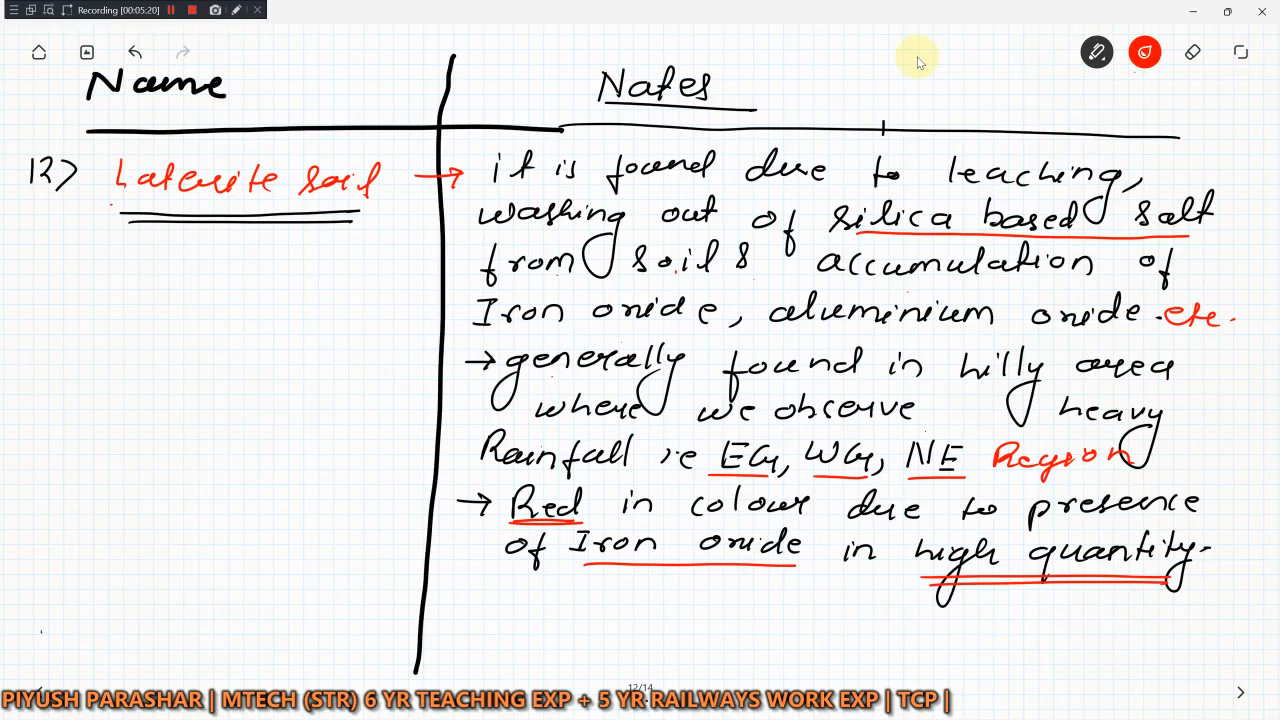 Recording [00:05:20]
Name
Notes
12) Laterite soil → it is found due to leaching,
washing out of silica based salt
from soil & accumulation of
Iron oxide, aluminium oxide. etc.
→ generally found in hilly area
where we observe heavy
Rainfall ie EG, WG, NE Region
→ Red in colour due to presence
of Iron oxide in high quantity.
12/14
PIYUSH PARASHAR | MTECH (STR) 6 YR TEACHING EXP + 5 YR RAILWAYS WORK EXP | TCP |